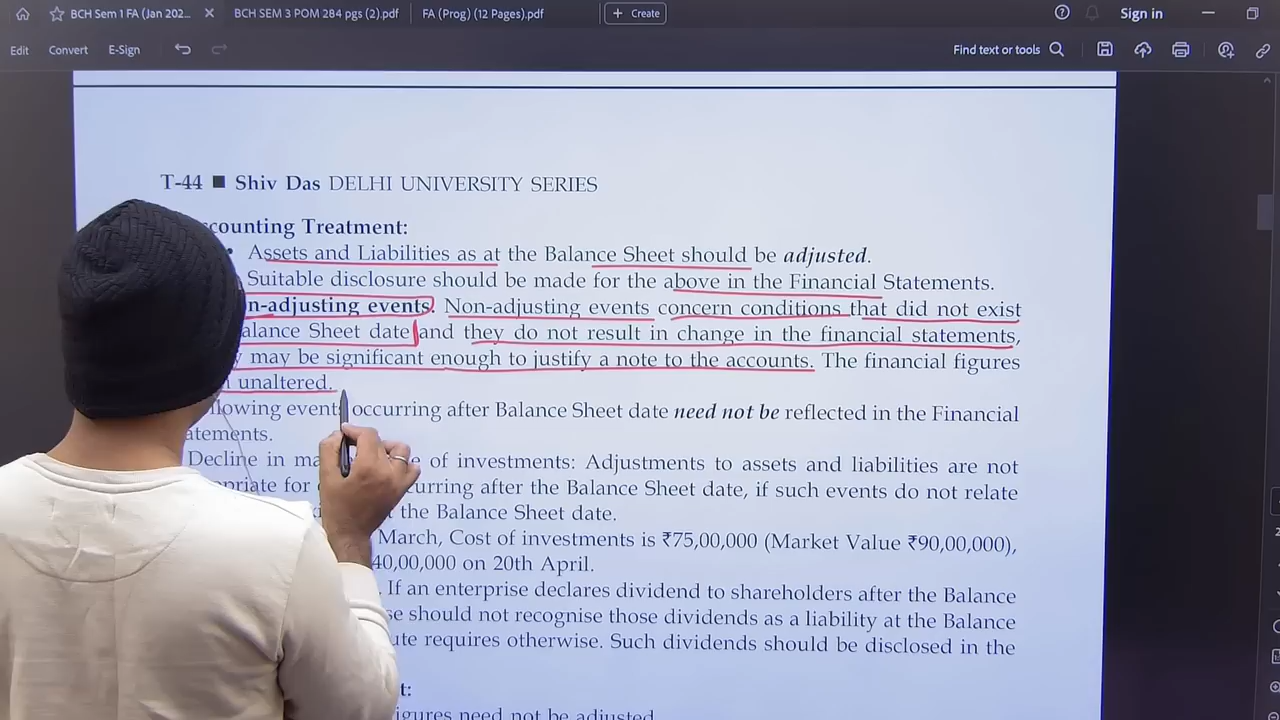 BCH Sem 1 FA (Jan 202...
BCH SEM 3 POM 284 pgs (2).pdf
FA (Prog) (12 Pages).pdf
+ Create
Sign in
Edit
Convert
E-Sign
Find text or tools
T-44 ■ Shiv Das DELHI UNIVERSITY SERIES
counting Treatment:
• Assets and Liabilities as at the Balance Sheet should be adjusted.
Suitable disclosure should be made for the above in the Financial Statements.
n-adjusting events. Non-adjusting events concern conditions that did not exist
alance Sheet date and they do not result in change in the financial statements,
may be significant enough to justify a note to the accounts. The financial figures
unaltered.
llowing event occurring after Balance Sheet date need not be reflected in the Financial
atements.
Decline in ma e of investments: Adjustments to assets and liabilities are not
opriate for curring after the Balance Sheet date, if such events do not relate
the Balance Sheet date.
March, Cost of investments is ₹75,00,000 (Market Value ₹90,00,000),
40,00,000 on 20th April.
. If an enterprise declares dividend to shareholders after the Balance
se should not recognise those dividends as a liability at the Balance
ute requires otherwise. Such dividends should be disclosed in the
t:
igures need not be adjusted